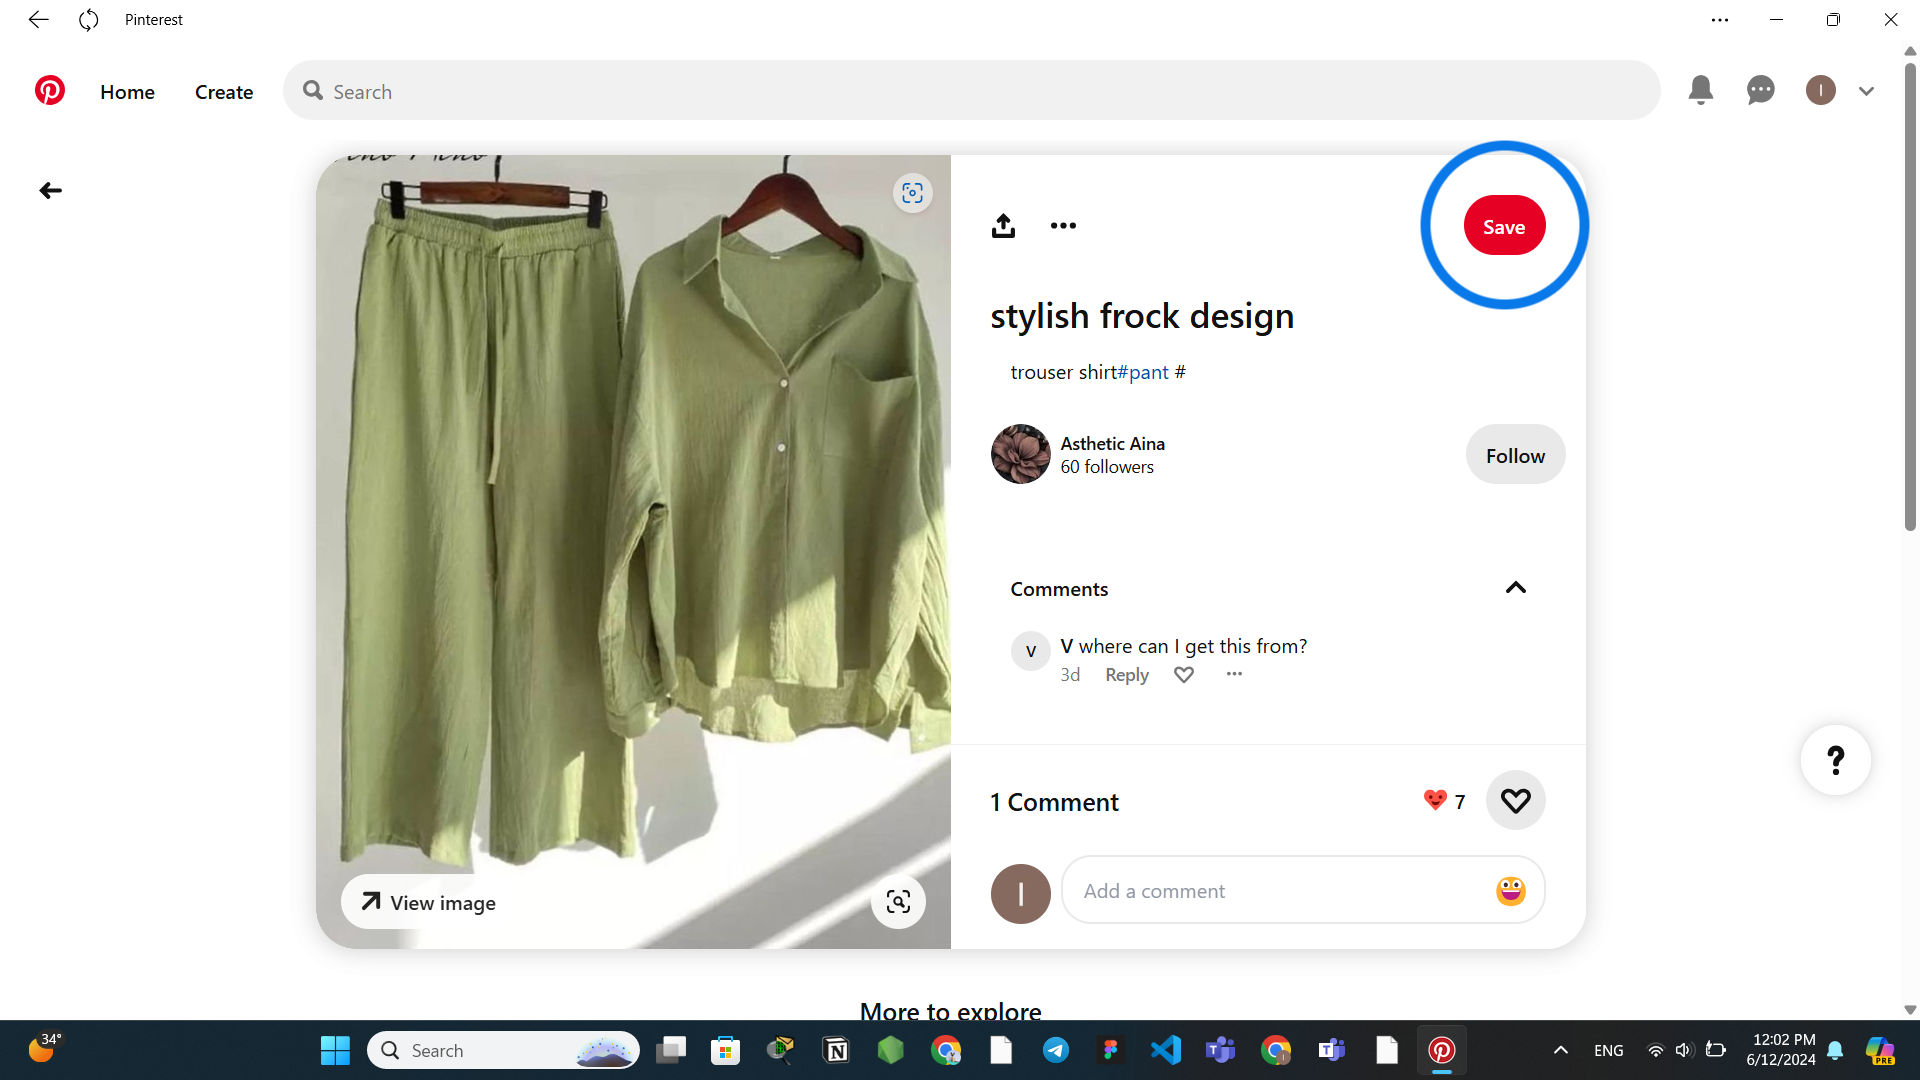 Pinterest
Home
Create
Search
I
Save
stylish frock design
trouser shirt#pant #
Asthetic Aina
60 followers
Follow
Comments
V
V where can I get this from?
3d
Reply
1 Comment
7
I
Add a comment
View image
?
More to explore
34°
Search
ENG
12:02 PM
6/12/2024
PRE